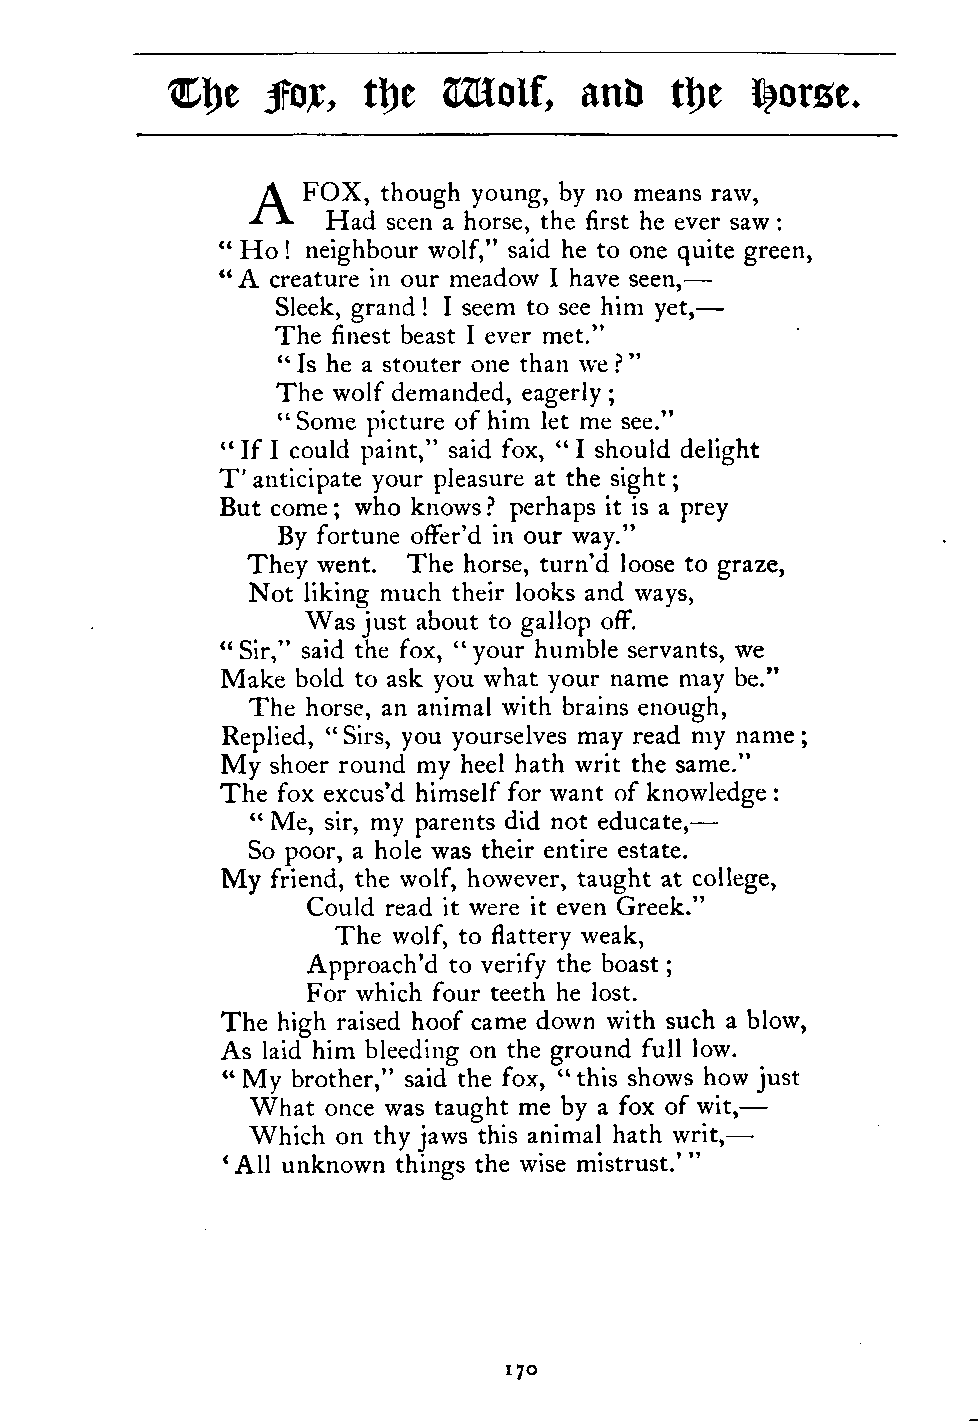 The Fox, the Wolf, and the Horse.
A FOX, though young, by no means raw,
Had seen a horse, the first he ever saw :
“ Ho ! neighbour wolf,” said he to one quite green,
“ A creature in our meadow I have seen,—
Sleek, grand ! I seem to see him yet,—
The finest beast I ever met.”
“ Is he a stouter one than we ? ”
The wolf demanded, eagerly ;
“ Some picture of him let me see.”
“ If I could paint,” said fox, “ I should delight
T’ anticipate your pleasure at the sight ;
But come ; who knows ? perhaps it is a prey
By fortune offer’d in our way.”
They went. The horse, turn’d loose to graze,
Not liking much their looks and ways,
Was just about to gallop off.
“ Sir,” said the fox, “ your humble servants, we
Make bold to ask you what your name may be.”
The horse, an animal with brains enough,
Replied, “ Sirs, you yourselves may read my name ;
My shoer round my heel hath writ the same.”
The fox excus’d himself for want of knowledge :
“ Me, sir, my parents did not educate,—
So poor, a hole was their entire estate.
My friend, the wolf, however, taught at college,
Could read it were it even Greek.”
The wolf, to flattery weak,
Approach’d to verify the boast ;
For which four teeth he lost.
The high raised hoof came down with such a blow,
As laid him bleeding on the ground full low.
“ My brother,” said the fox, “ this shows how just
What once was taught me by a fox of wit,—
Which on thy jaws this animal hath writ,—
‘ All unknown things the wise mistrust.’ ”
170